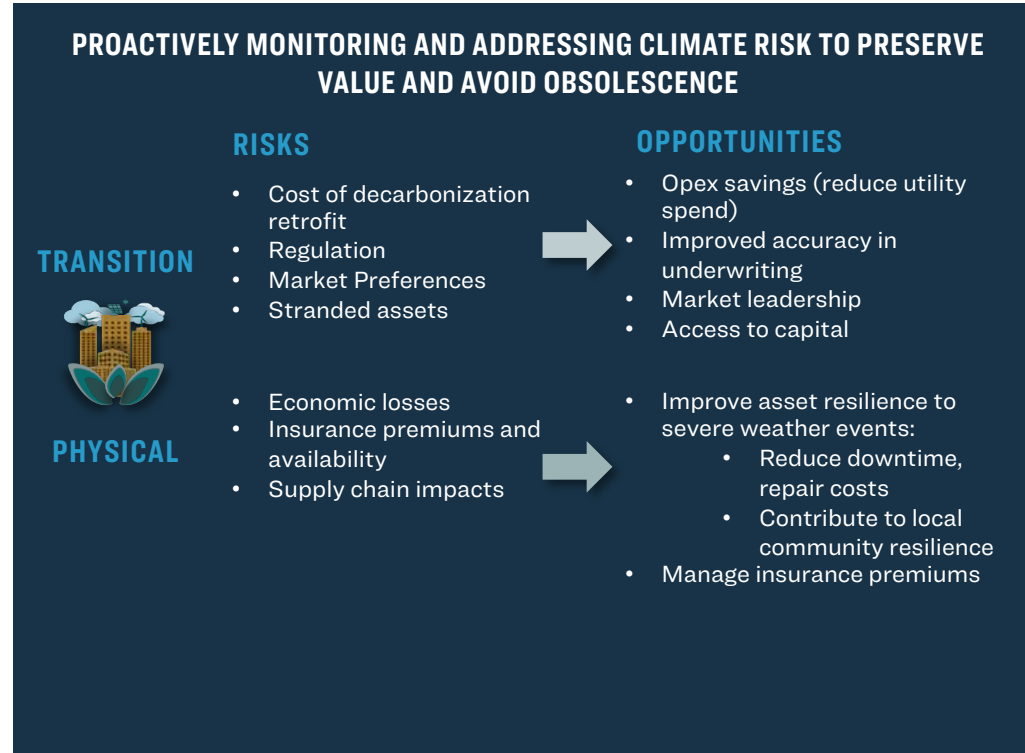 PROACTIVELY MONITORING AND ADDRESSING CLIMATE RISK TO PRESERVE
VALUE AND AVOID OBSOLESCENCE
RISKS
OPPORTUNITIES
TRANSITION
• Cost of decarbonization
retrofit
• Regulation
• Market Preferences
• Stranded assets
• Opex savings (reduce utility
spend)
• Improved accuracy in
underwriting
• Market leadership
• Access to capital
PHYSICAL
• Economic losses
• Insurance premiums and
availability
• Supply chain impacts
• Improve asset resilience to
severe weather events:
• Reduce downtime,
repair costs
• Contribute to local
community resilience
• Manage insurance premiums